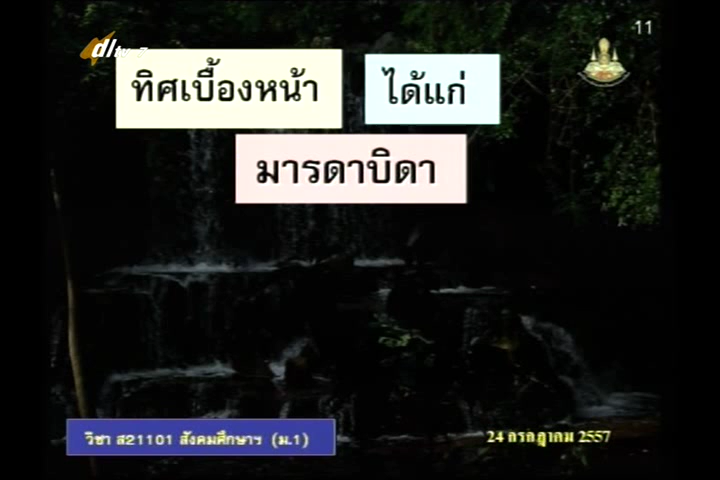 11
dltv 7
ทิศเบื้องหน้า ได้แก่
มารดาบิดา
วิชา ส21101 สังคมศึกษาฯ (ม.1)
24 กรกฎาคม 2557